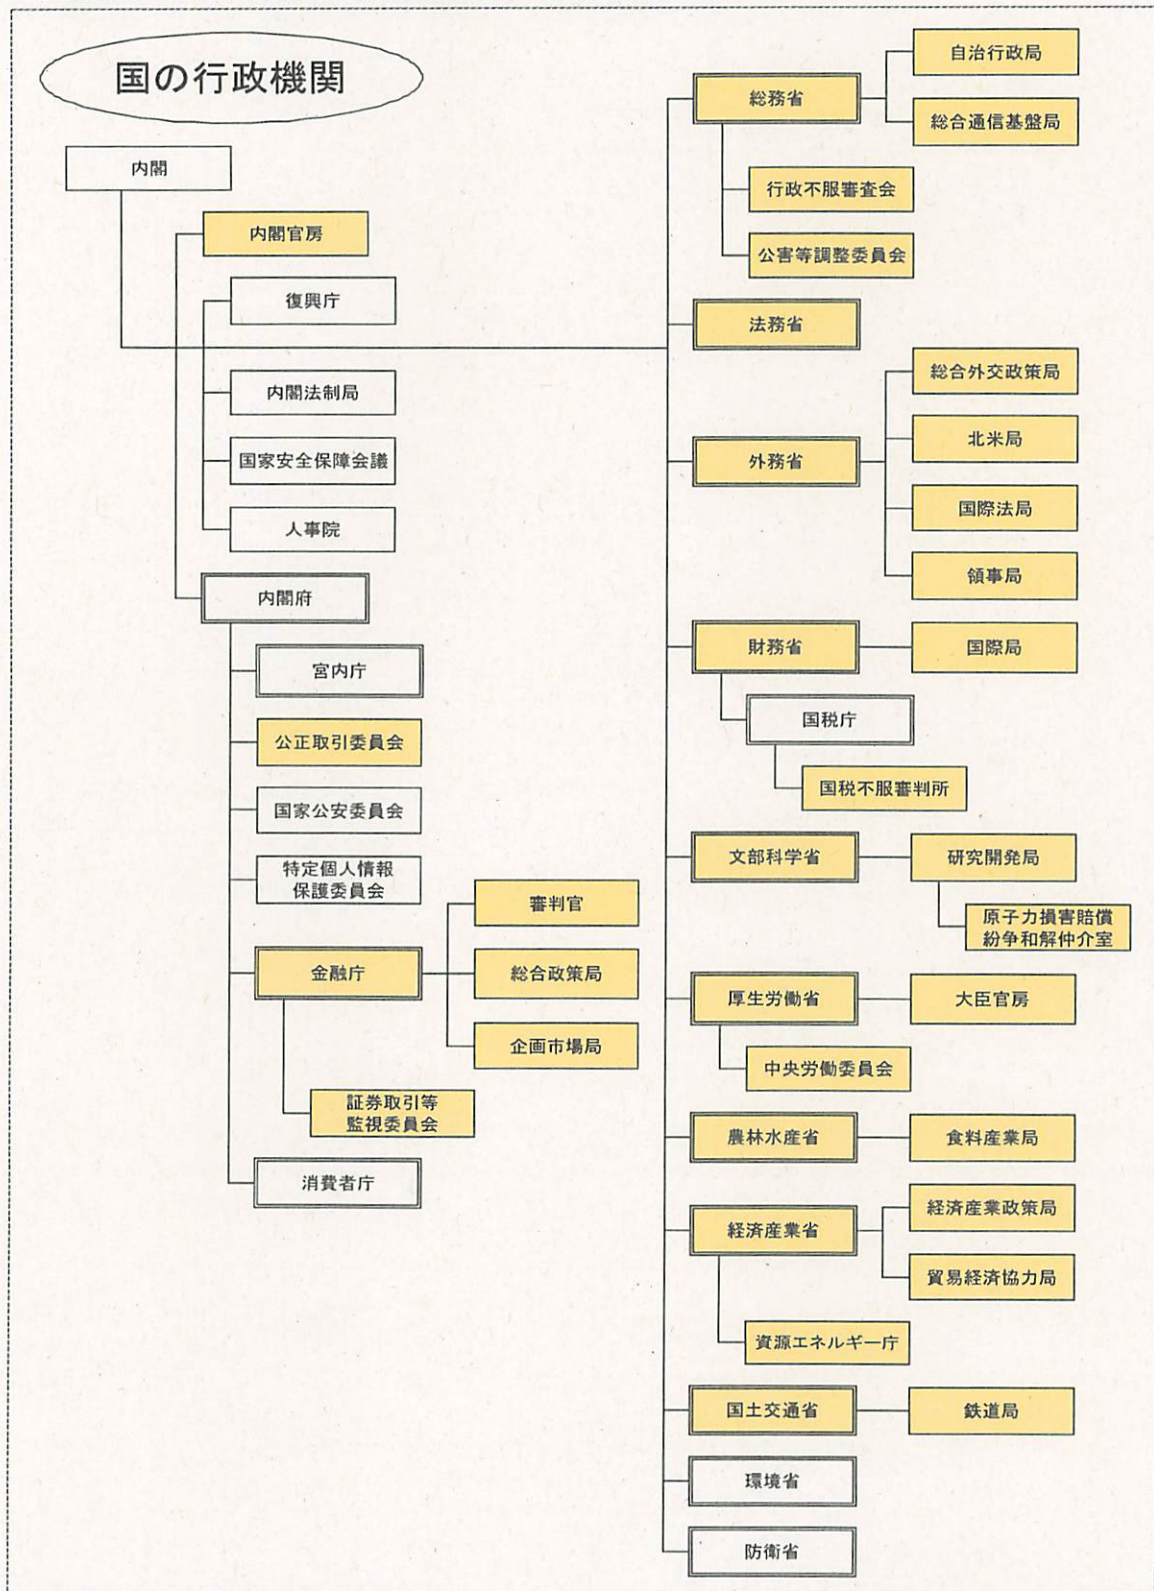 国の行政機関
内閣
内閣官房
復興庁
内閣法制局
国家安全保障会議
人事院
内閣府
宮内庁
公正取引委員会
国家公安委員会
特定個人情報
保護委員会
金融庁
審判官
総合政策局
企画市場局
証券取引等
監視委員会
消費者庁
総務省
自治行政局
総合通信基盤局
行政不服審査会
公害等調整委員会
法務省
外務省
総合外交政策局
北米局
国際法局
領事局
財務省
国際局
国税庁
国税不服審判所
文部科学省
研究開発局
原子力損害賠償
紛争和解仲介室
厚生労働省
大臣官房
中央労働委員会
農林水産省
食料産業局
経済産業省
経済産業政策局
貿易経済協力局
資源エネルギー庁
国土交通省
鉄道局
環境省
防衛省